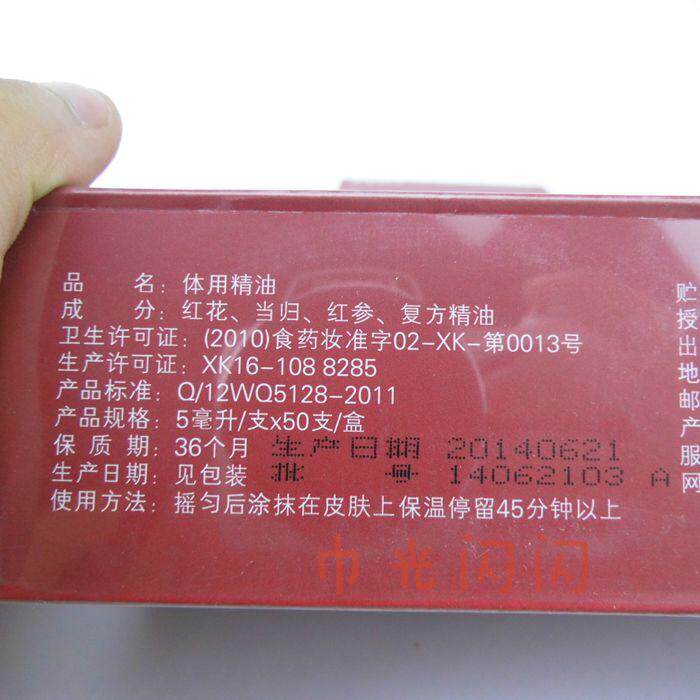 品 名：体用精油
成 分：红花、当归、红参、复方精油
卫生许可证：(2010)食药妆准字02-XK-第0013号
生产许可证：XK16-108 8285
产品标准：Q/12WQ5128-2011
产品规格：5毫升/支x50支/盒
保 质 期：36个月 生产日期 20140621
生产日期：见包装 批 号 14062103 A
使用方法：摇匀后涂抹在皮肤上保温停留45分钟以上
贮
授
出
地
邮
产
服
网
巾光闪闪